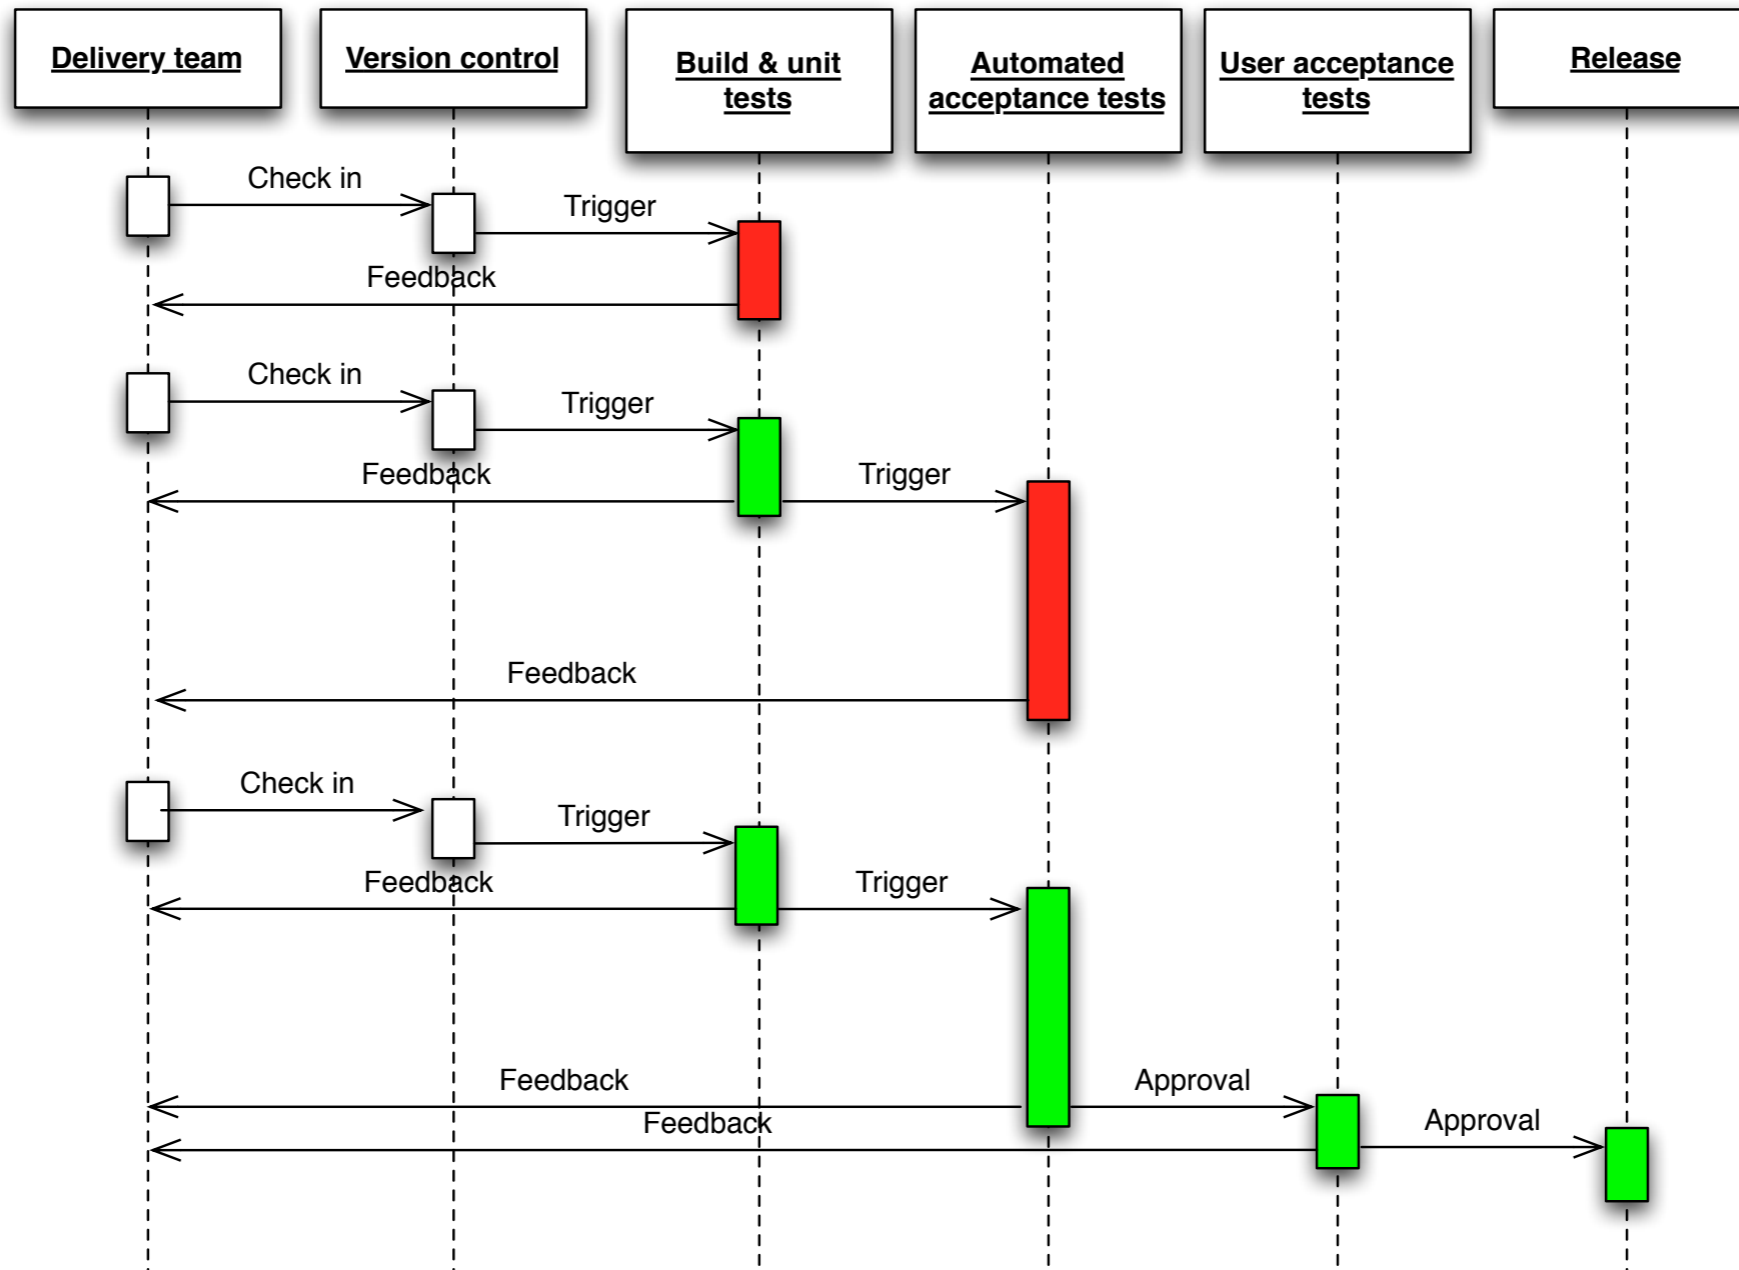 Delivery team
Version control
Build & unit
tests
Automated
acceptance tests
User acceptance
tests
Release
Check in
Trigger
Feedback
Check in
Trigger
Feedback
Trigger
Feedback
Check in
Trigger
Feedback
Trigger
Feedback
Approval
Feedback
Approval